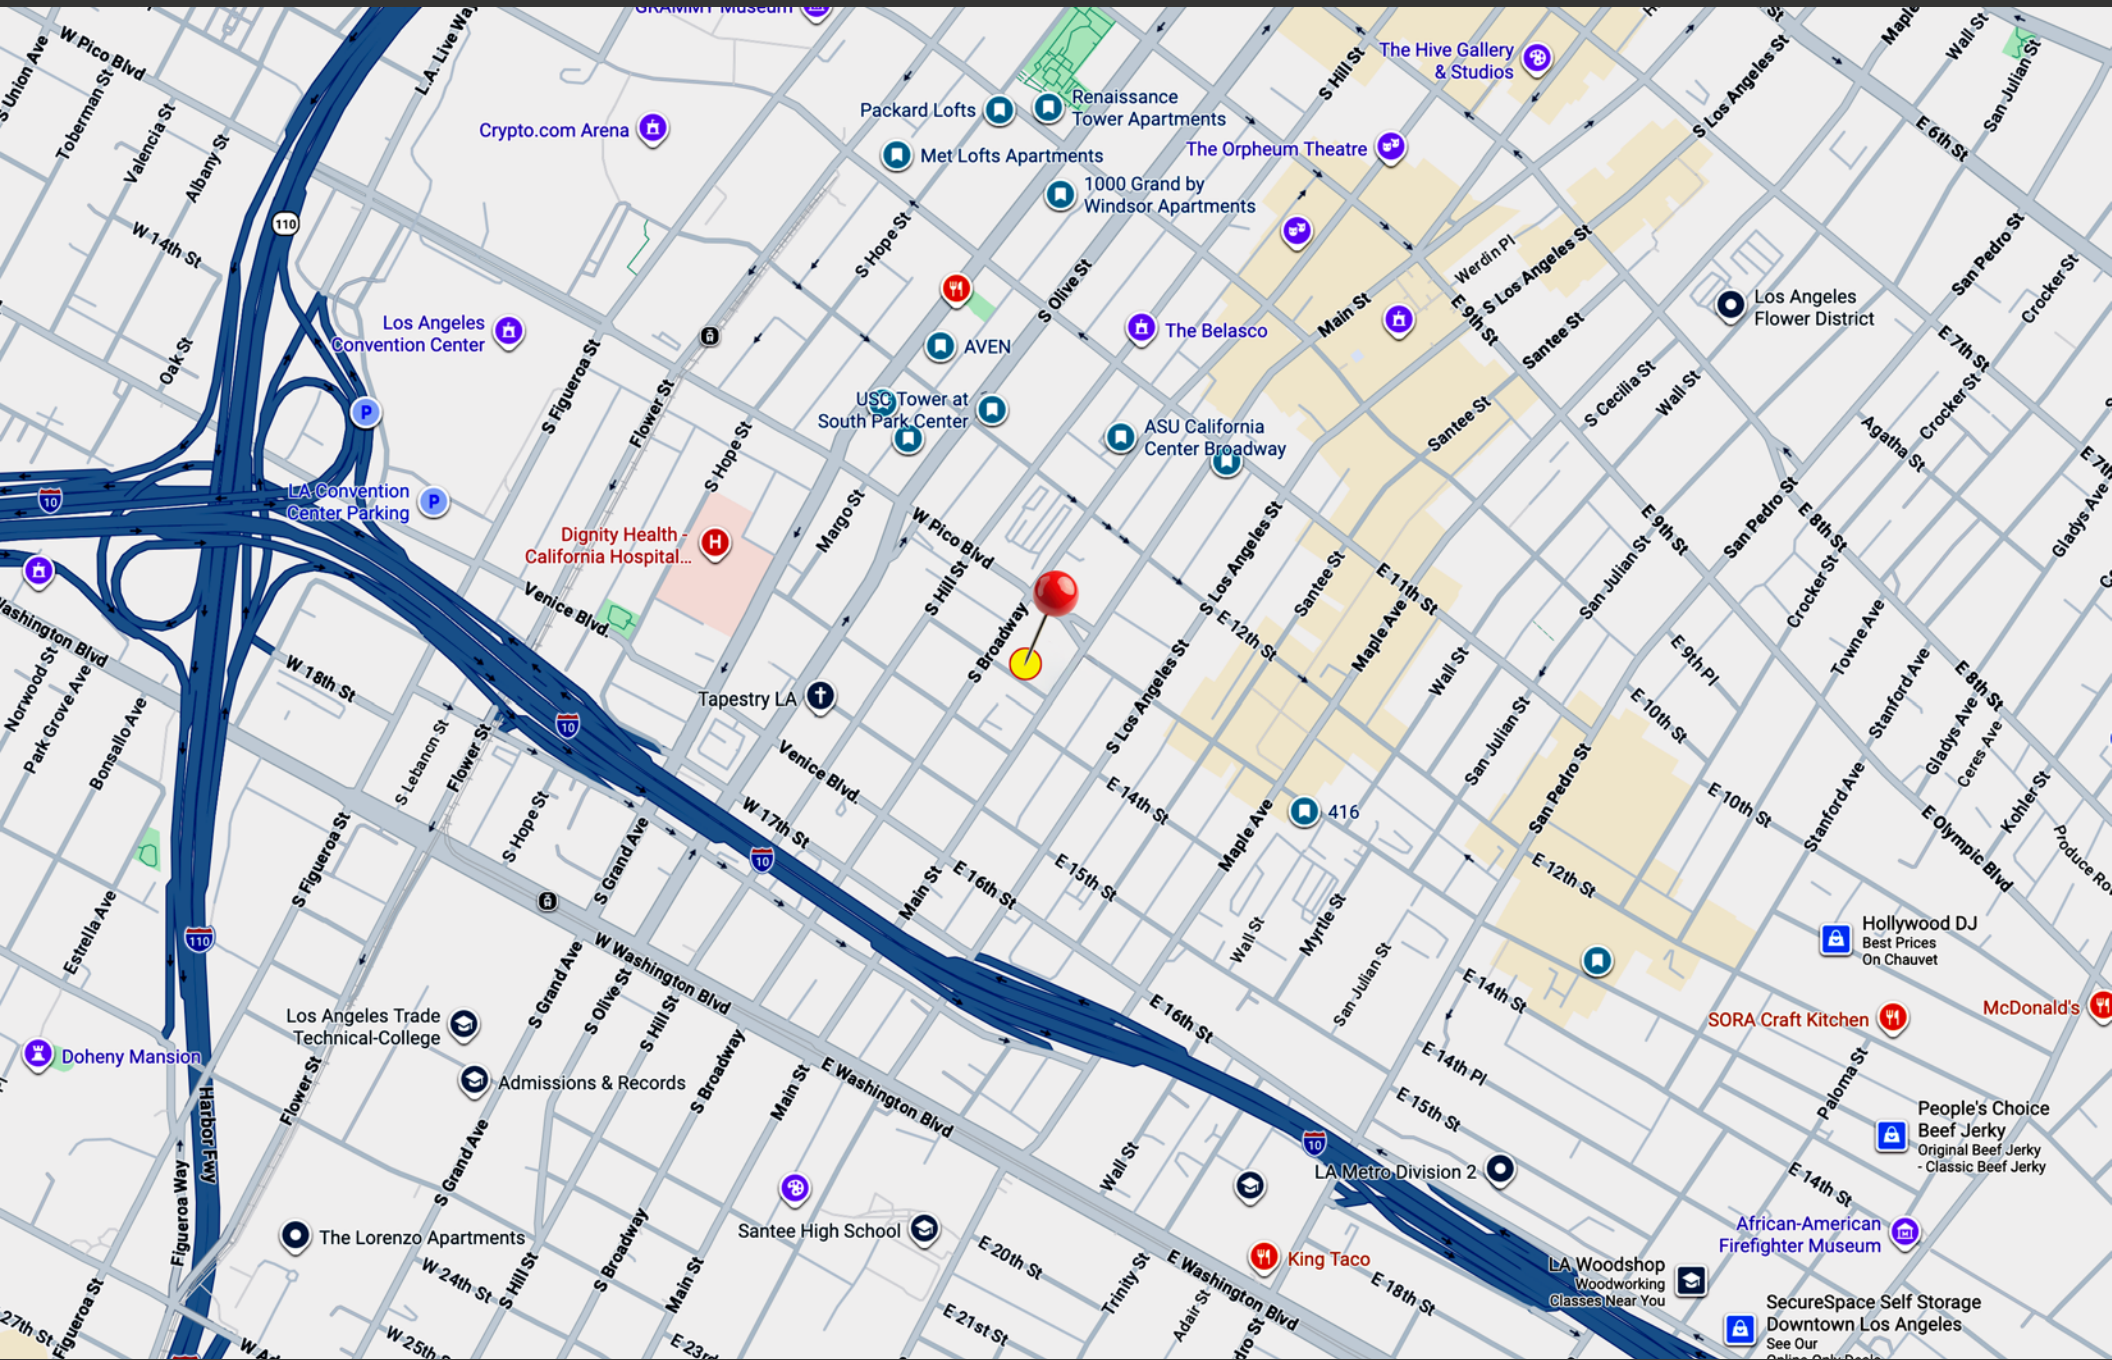 GRAMMY Museum
W Pico Blvd
S Union Ave
Toberman St
Valencia St
Albany St
L.A. Live Way
Crypto.com Arena
Packard Lofts
Renaissance
Tower Apartments
Met Lofts Apartments
1000 Grand by
Windsor Apartments
The Orpheum Theatre
The Hive Gallery
& Studios
S Hill St
S Los Angeles St
Maple
Wall St
San Julian St
E 6th St
110
W 14th St
S Hope St
S Olive St
Werdin Pl
S Los Angeles St
Main St
E 9th St
Santee St
Los Angeles
Flower District
San Pedro St
Crocker St
E 7th St
Los Angeles
Convention Center
Oak St
S Figueroa St
Flower St
S Hope St
AVEN
The Belasco
USC Tower at
South Park Center
ASU California
Center Broadway
Santee St
S Cecilia St
Wall St
Agatha St
Crocker St
E 7th
Gladys Ave
P
10
LA Convention
Center Parking
P
Dignity Health -
California Hospital...
H
Margo St
W Pico Blvd
S Hill St
S Broadway
S Los Angeles St
Santee St
E 11th St
Maple Ave
E 12th St
E 9th St
San Pedro St
E 8th St
San Julian St
Crocker St
Towne Ave
Venice Blvd.
Washington Blvd
Norwood St
Park Grove Ave
Bonsallo Ave
W 18th St
S Lebanon St
Flower St
10
Tapestry LA
S Los Angeles St
Wall St
San Julian St
E 9th Pl
E 10th St
Stanford Ave
E 8th St
Gladys Ave
Ceres Ave
Venice Blvd.
W 17th St
E 14th St
416
San Pedro St
E 10th St
Stanford Ave
Kohler St
E Olympic Blvd
Produce Ro
S Hope St
S Grand Ave
S Figueroa St
10
Main St
E 16th St
E 15th St
Maple Ave
E 12th St
Estrella Ave
110
W Washington Blvd
Wall St
Myrtle St
San Julian St
E 14th St
Hollywood DJ
Best Prices
On Chauvet
McDonald's
SORA Craft Kitchen
S Grand Ave
S Olive St
S Hill St
S Broadway
Los Angeles Trade
Technical-College
Doheny Mansion
Admissions & Records
Main St
E Washington Blvd
E 16th St
E 14th Pl
E 15th St
Paloma St
People's Choice
Beef Jerky
Original Beef Jerky
- Classic Beef Jerky
Harbor Fwy
Figueroa Way
Flower St
S Grand Ave
10
Wall St
LA Metro Division 2
E 14th St
African-American
Firefighter Museum
The Lorenzo Apartments
Santee High School
King Taco
E 20th St
Trinity St
E Washington Blvd
E 18th St
Adair St
LA Woodshop
Woodworking
Classes Near You
SecureSpace Self Storage
Downtown Los Angeles
See Our
Online Only Deals
W 24th St
S Hill St
S Broadway
Main St
E 21st St
27th St
Figueroa St
W Ad
W 25th
E 23rd
dro St